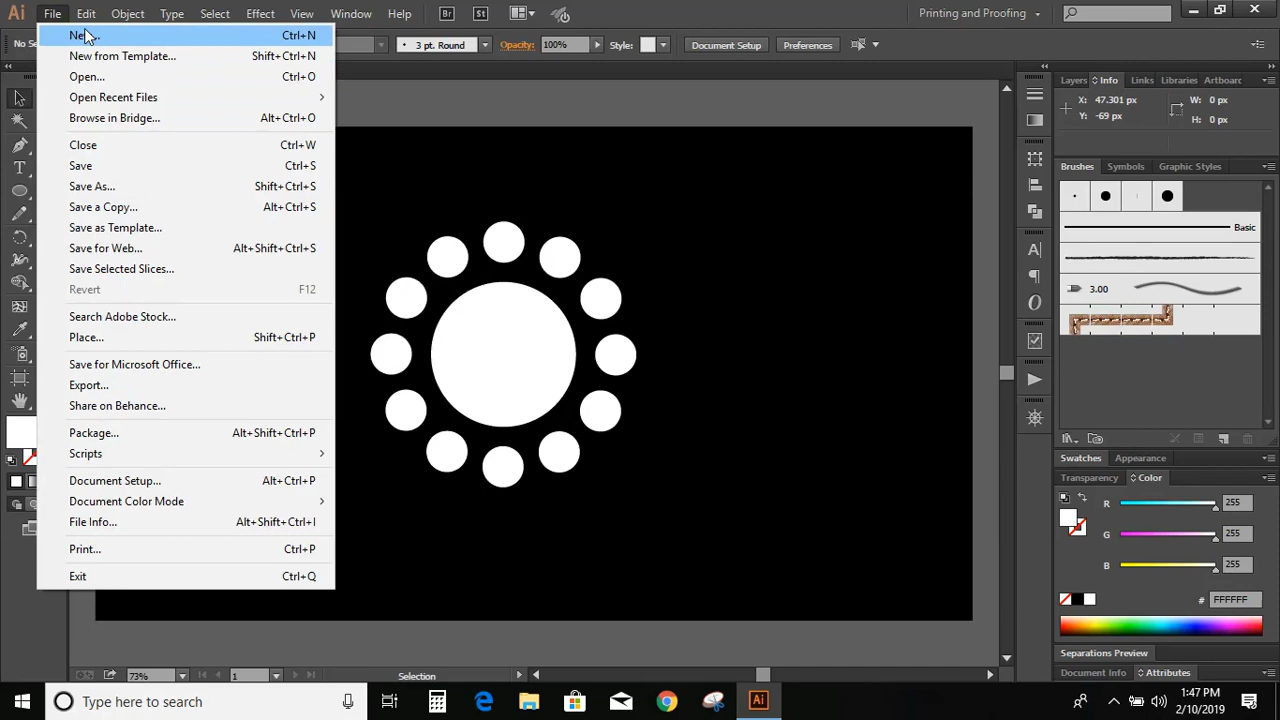 Ai File Edit Object Type Select Effect View Window Help Br St Printing and Proofing
3 pt. Round Opacity: 100% Style: Document Setup Preferences
New from Template... Shift+Ctrl+N
Ctrl+N
Open... Ctrl+O
Open Recent Files
Browse in Bridge... Alt+Ctrl+O
Close Ctrl+W
Save Ctrl+S
Save As... Shift+Ctrl+S
Save a Copy... Alt+Ctrl+S
Save as Template...
Save for Web... Alt+Shift+Ctrl+S
Save Selected Slices...
Revert F12
Search Adobe Stock...
Place... Shift+Ctrl+P
Save for Microsoft Office...
Export...
Share on Behance...
Package... Alt+Shift+Ctrl+P
Scripts
Document Setup... Alt+Ctrl+P
Document Color Mode
File Info... Alt+Shift+Ctrl+I
Print... Ctrl+P
Exit Ctrl+Q
Layers Info Links Libraries Artboard
X: 47.301 px W: 0 px
Y: -69 px H: 0 px
Brushes Symbols Graphic Styles
Basic
3.00
Swatches Appearance
Transparency Color
R 255
G 255
B 255
# FFFFFF
Separations Preview
Document Info Attributes
73% 1 Selection
Type here to search
Ai
1:47 PM
2/10/2019